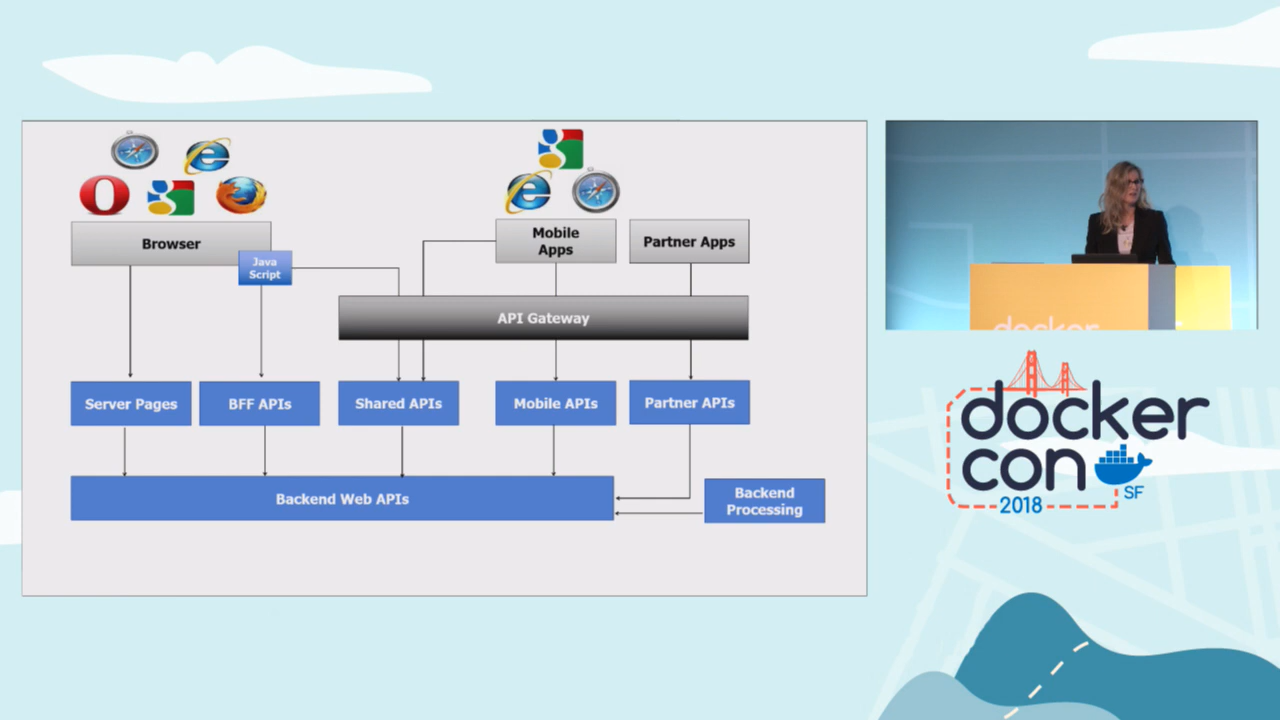 Browser
Java
Script
Mobile
Apps
Partner Apps
API Gateway
Server Pages
BFF APIs
Shared APIs
Mobile APIs
Partner APIs
Backend Web APIs
Backend
Processing
docker
docker
con
SF
2018